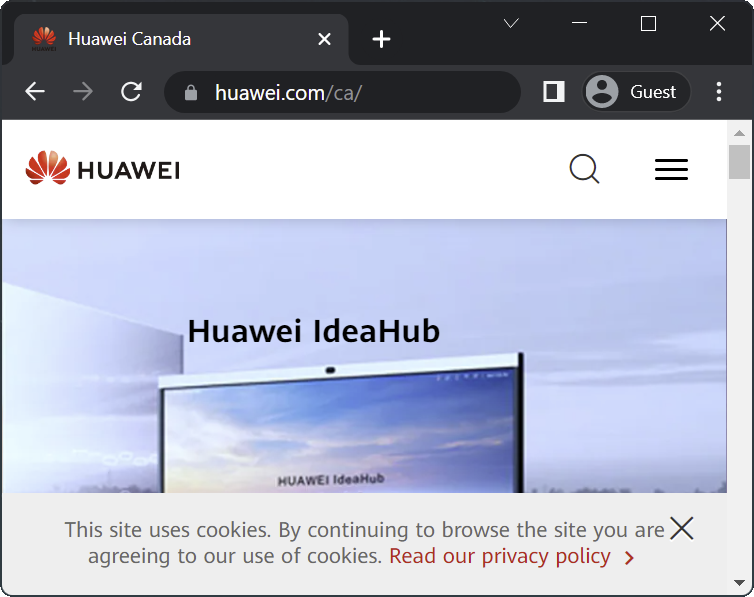 Huawei Canada
huawei.com/ca/
Guest
HUAWEI
Huawei IdeaHub
HUAWEI IdeaHub
This site uses cookies. By continuing to browse the site you are
agreeing to our use of cookies. Read our privacy policy